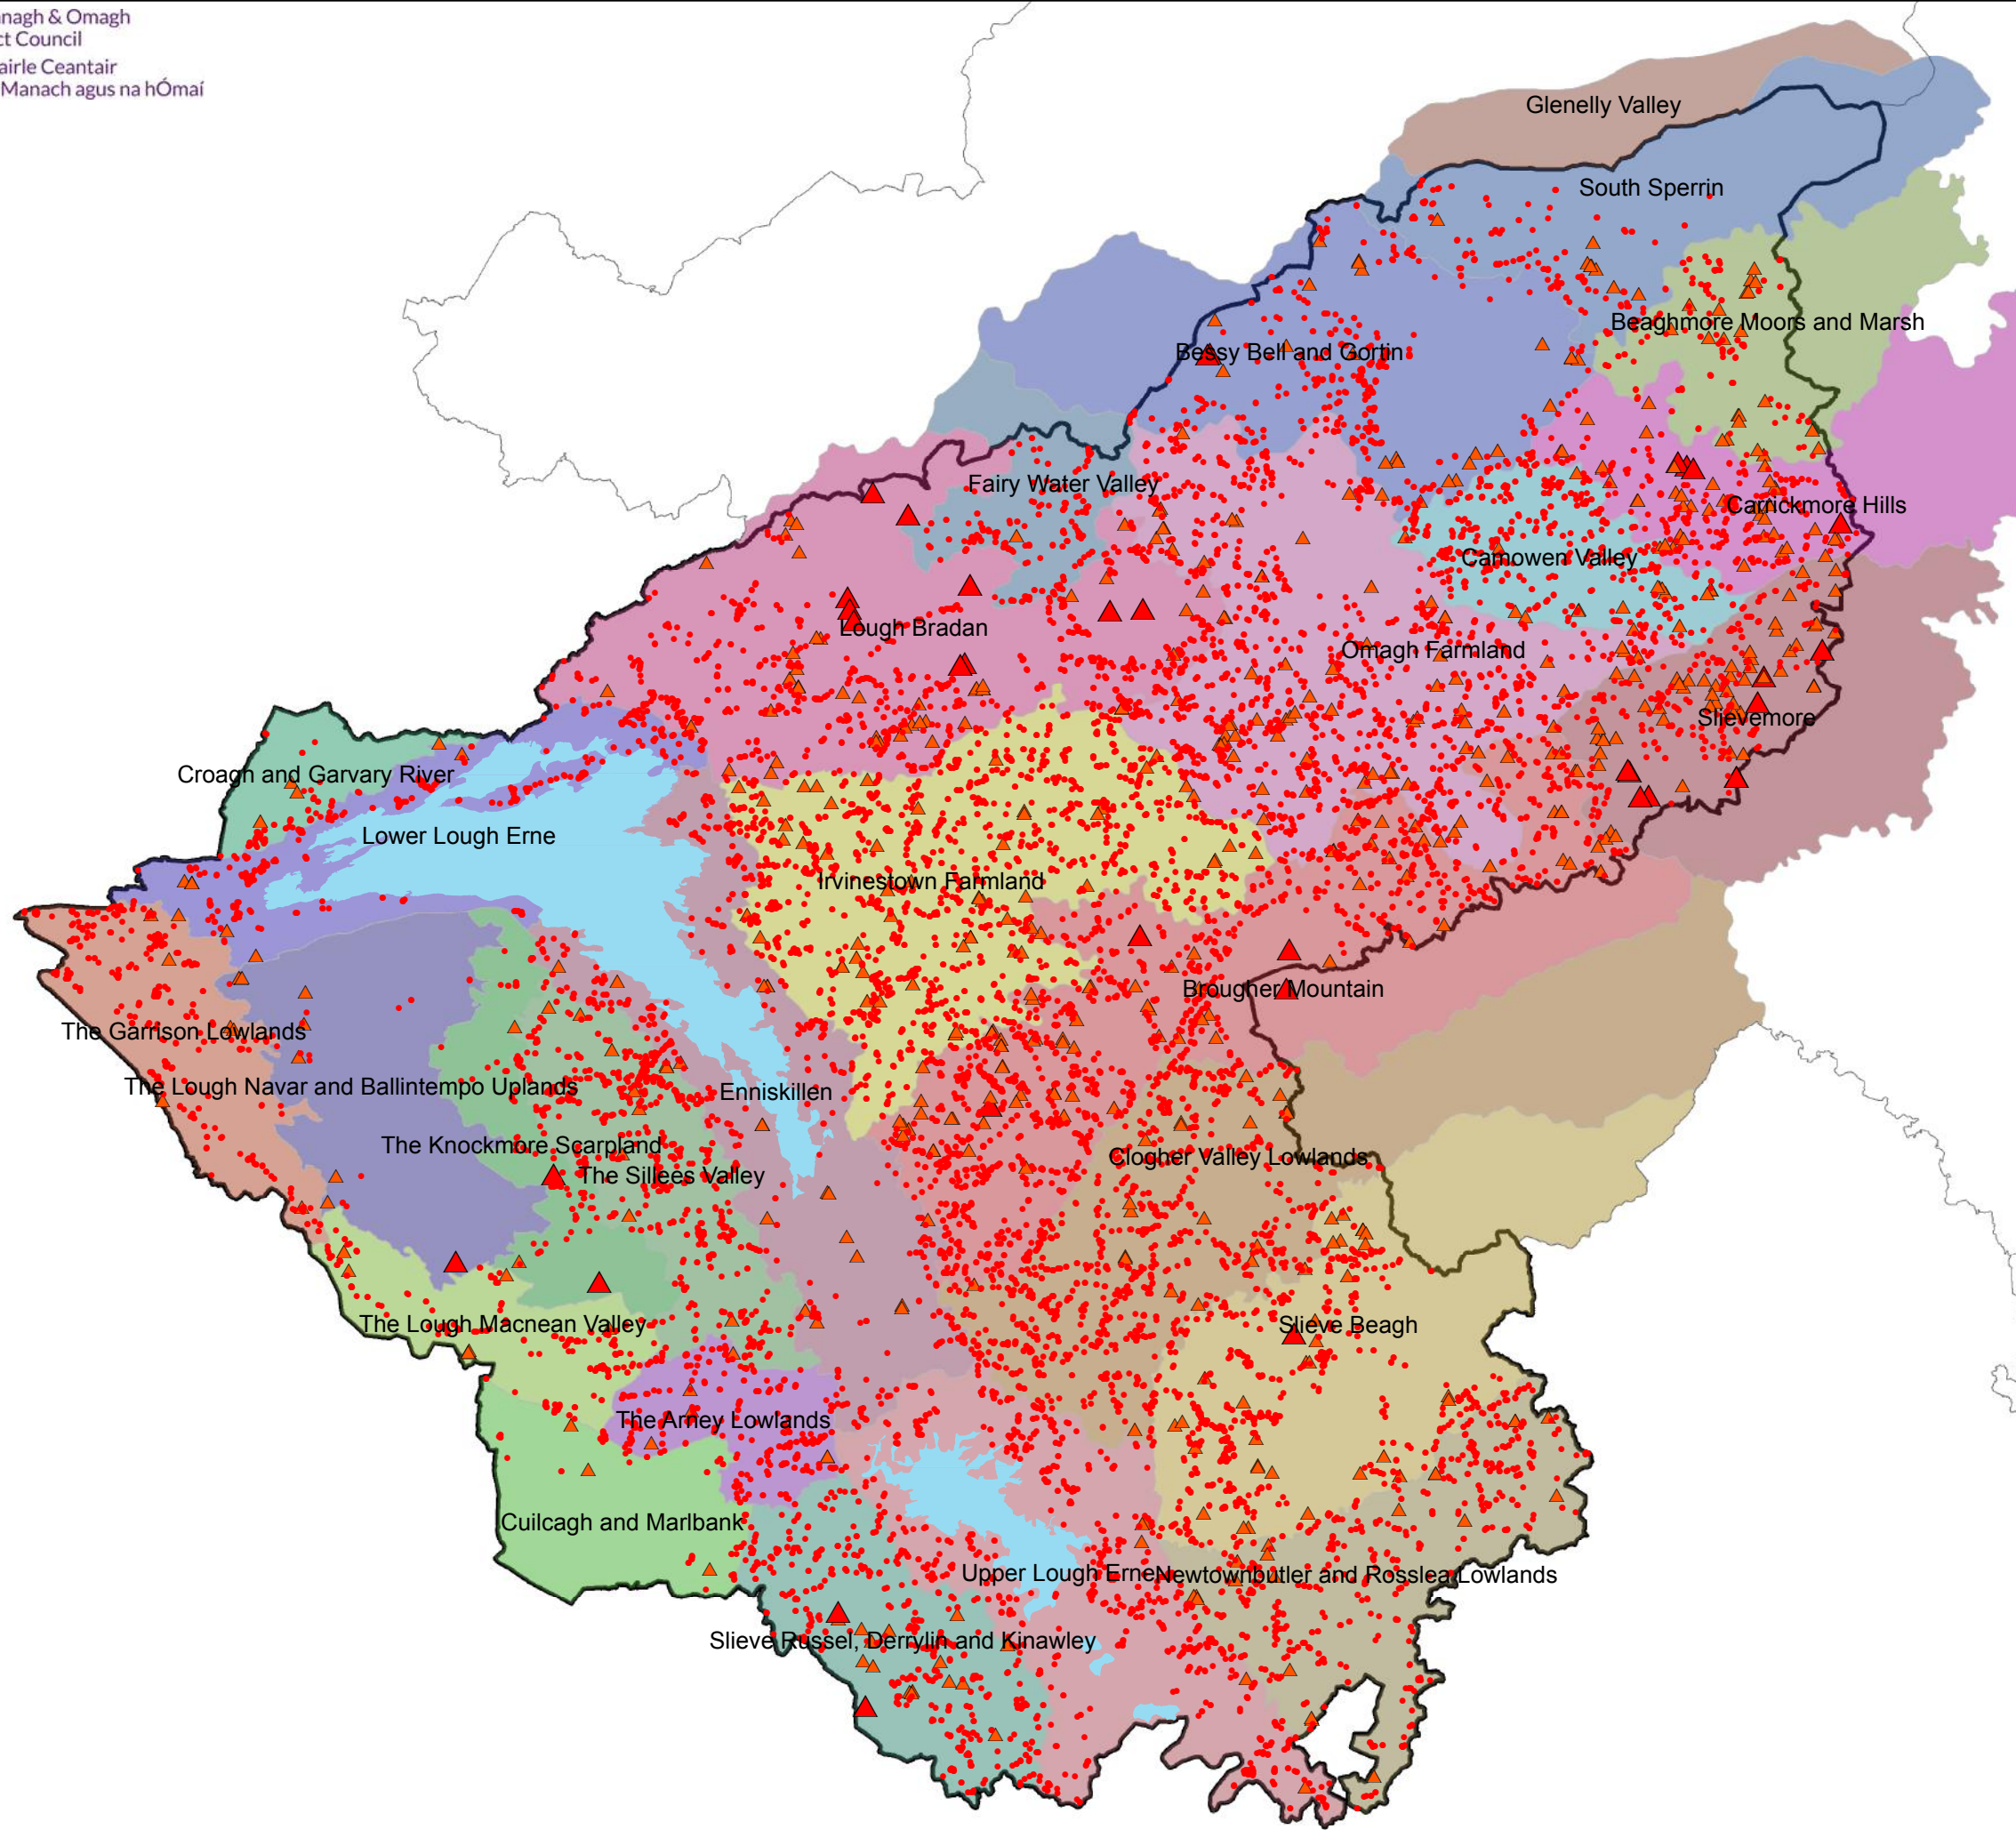 nagh & Omagh
ct Council
airle Ceantair
Manach agus na hÓmaí
Glenelly Valley
South Sperrin
Beaghmore Moors and Marsh
Bessy Bell and Gortin
Fairy Water Valley
Carrickmore Hills
Camowen Valley
Lough Bradan
Omagh Farmland
Slievemore
Croagh and Garvary River
Lower Lough Erne
Irvinestown Farmland
Brougher Mountain
The Garrison Lowlands
The Lough Navar and Ballintempo Uplands
Enniskillen
The Knockmore Scarpland
Clogher Valley Lowlands
The Sillees Valley
The Lough Macnean Valley
Slieve Beagh
The Arney Lowlands
Cuilcagh and Marlbank
Upper Lough Erne
Newtownbutler and Rosslea Lowlands
Slieve Russel, Derrylin and Kinawley